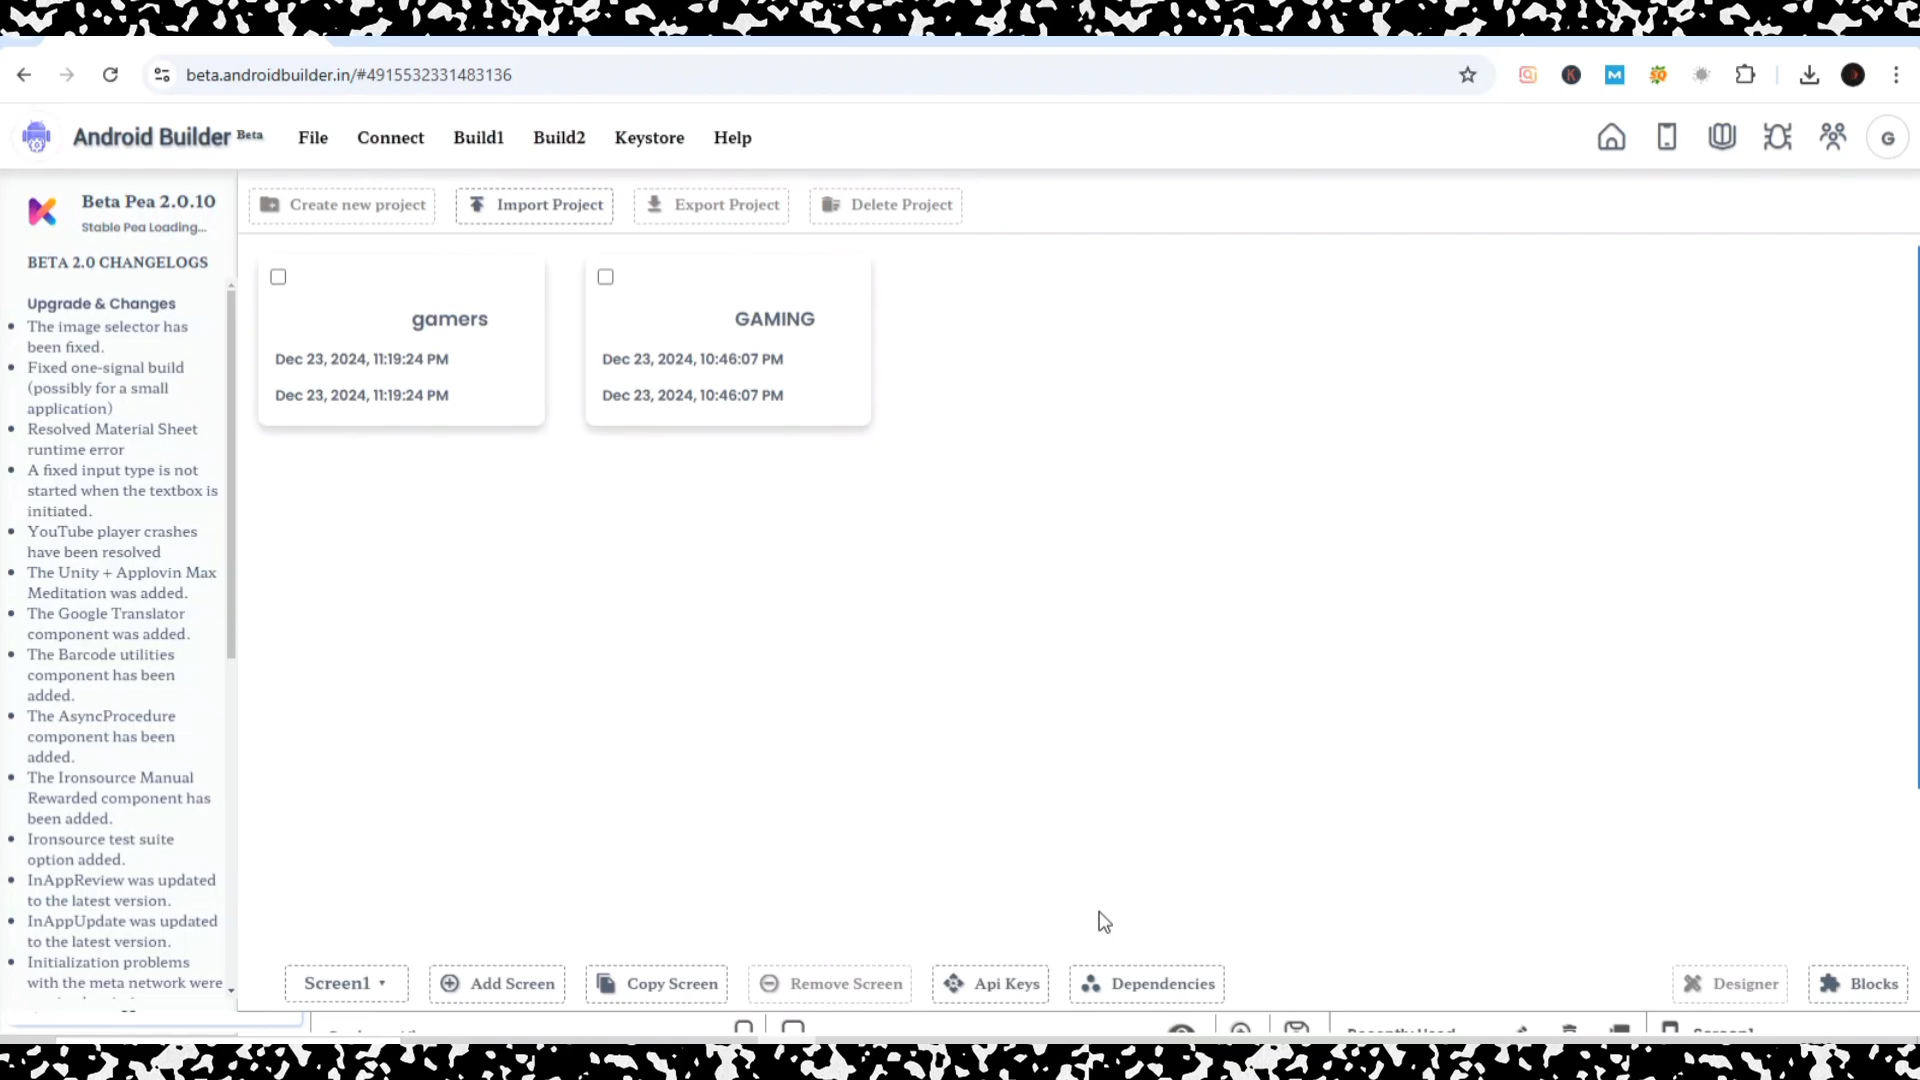 beta.androidbuilder.in/#4915532331483136
Android Builder Beta
File
Connect
Build1
Build2
Keystore
Help
G
Beta Pea 2.0.10
Stable Pea Loading...
BETA 2.0 CHANGELOGS
Upgrade & Changes
The image selector has
been fixed.
Fixed one-signal build
(possibly for a small
application)
Resolved Material Sheet
runtime error
A fixed input type is not
started when the textbox is
initiated.
YouTube player crashes
have been resolved
The Unity + Applovin Max
Meditation was added.
The Google Translator
component was added.
The Barcode utilities
component has been
added.
The AsyncProcedure
component has been
added.
The Ironsource Manual
Rewarded component has
been added.
Ironsource test suite
option added.
InAppReview was updated
to the latest version.
InAppUpdate was updated
to the latest version.
Initialization problems
with the meta network were
Create new project
Import Project
Export Project
Delete Project
gamers
Dec 23, 2024, 11:19:24 PM
Dec 23, 2024, 11:19:24 PM
GAMING
Dec 23, 2024, 10:46:07 PM
Dec 23, 2024, 10:46:07 PM
Screen1
Add Screen
Copy Screen
Remove Screen
Api Keys
Dependencies
Designer
Blocks
Recently Used
Screen1